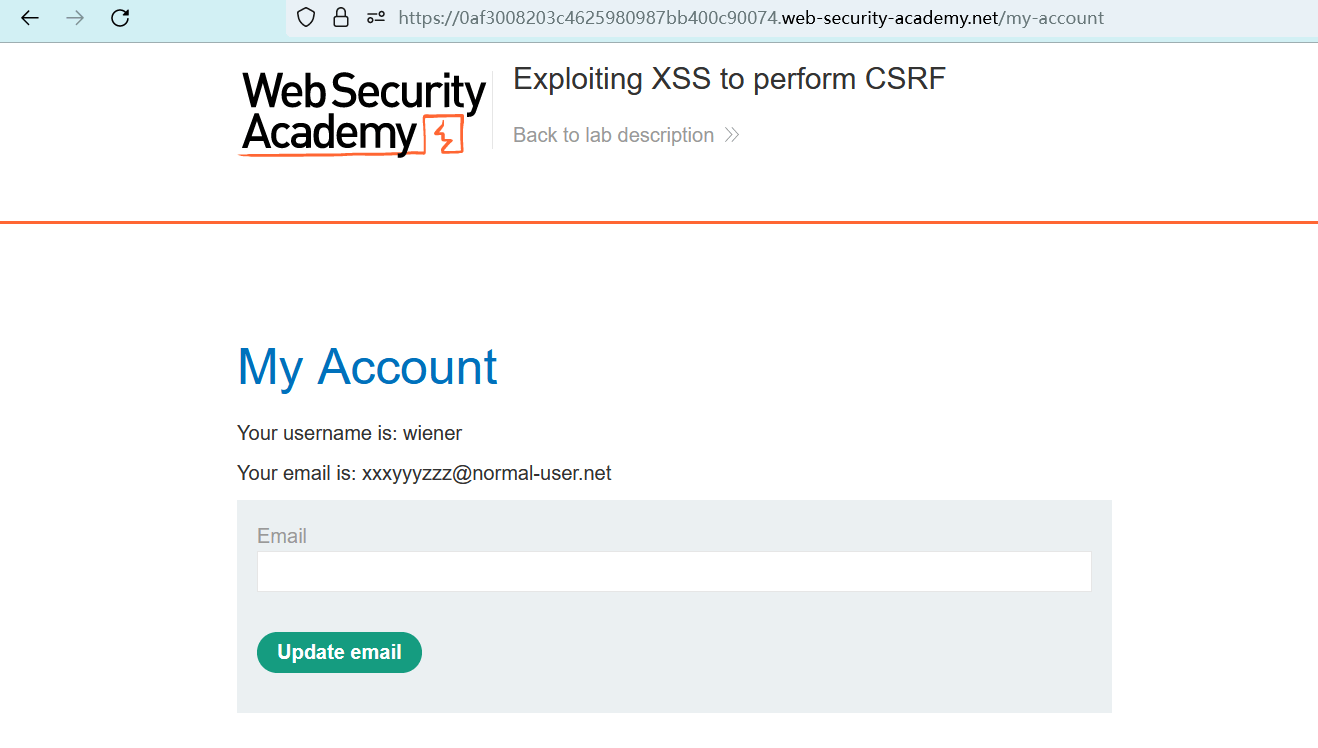 https://0af3008203c4625980987bb400c90074.web-security-academy.net/my-account
Web Security
Academy
Exploiting XSS to perform CSRF
Back to lab description
My Account
Your username is: wiener
Your email is: xxxyyyzzz@normal-user.net
Email
Update email